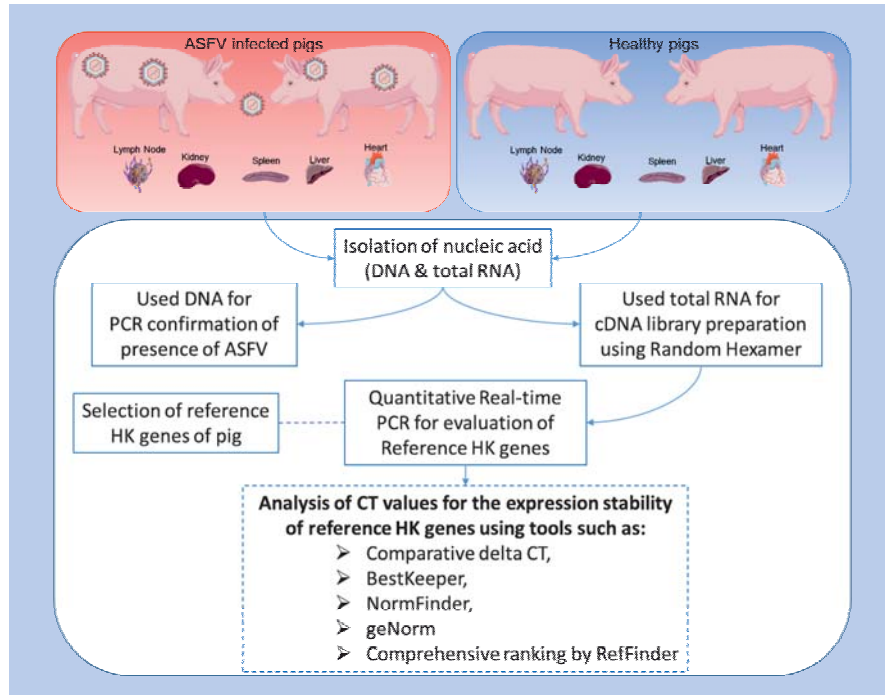 ASFV infected pigs
Lymph Node
Kidney
Spleen
Liver
Heart
Healthy pigs
Lymph Node
Kidney
Spleen
Liver
Heart
Isolation of nucleic acid
(DNA & total RNA)
Used DNA for
PCR confirmation of
presence of ASFV
Used total RNA for
cDNA library preparation
using Random Hexamer
Selection of reference
HK genes of pig
Quantitative Real-time
PCR for evaluation of
Reference HK genes
Analysis of CT values for the expression stability
of reference HK genes using tools such as:
➢ Comparative delta CT,
➢ BestKeeper,
➢ NormFinder,
➢ geNorm
➢ Comprehensive ranking by RefFinder